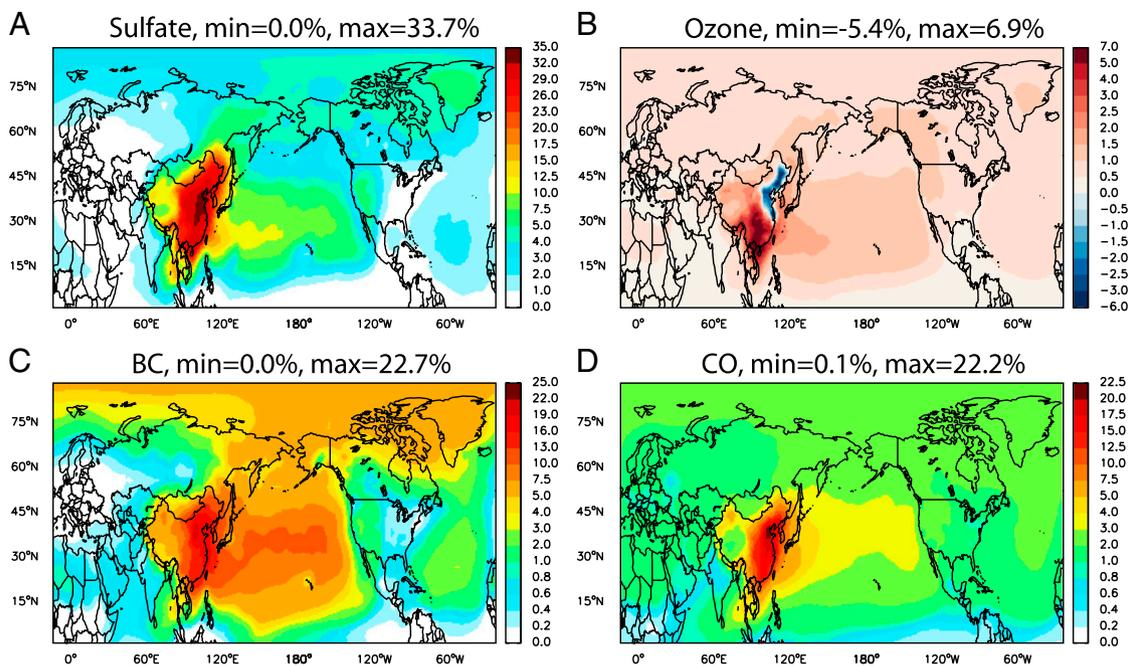 A
Sulfate, min=0.0%, max=33.7%
75°N
60°N
45°N
30°N
15°N
0°
60°E
120°E
180°
120°W
60°W
35.0
32.0
29.0
26.0
23.0
20.0
17.5
15.0
12.5
10.0
7.5
5.0
4.0
3.0
2.0
1.0
0.0
B
Ozone, min=-5.4%, max=6.9%
75°N
60°N
45°N
30°N
15°N
0°
60°E
120°E
180°
120°W
60°W
7.0
5.0
4.0
3.0
2.5
2.0
1.5
1.0
0.5
0.0
−0.5
−1.0
−1.5
−2.0
−2.5
−3.0
−6.0
C
BC, min=0.0%, max=22.7%
75°N
60°N
45°N
30°N
15°N
0°
60°E
120°E
180°
120°W
60°W
25.0
22.0
19.0
16.0
13.0
10.0
7.5
5.0
4.0
3.0
2.0
1.0
0.8
0.6
0.4
0.2
0.0
D
CO, min=0.1%, max=22.2%
75°N
60°N
45°N
30°N
15°N
0°
60°E
120°E
180°
120°W
60°W
22.5
20.0
17.5
15.0
12.5
10.0
7.5
5.0
4.0
3.0
2.0
1.0
0.8
0.6
0.4
0.2
0.0